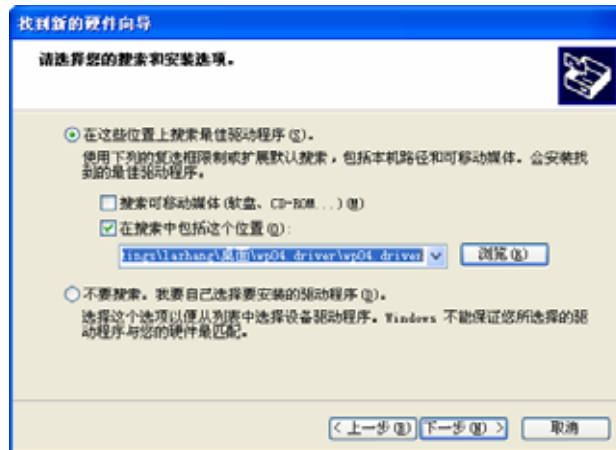 找到新的硬件向导
请选择您的搜索和安装选项。
在这些位置上搜索最佳驱动程序(S)。
使用下列的复选框限制或扩展默认搜索，包括本机路径和可移动媒体。会安装找
到的最佳驱动程序。
搜索可移动媒体(软盘、CD-ROM...)(M)
在搜索中包括这个位置(O):
ings\larhang\桌面\wp04 driver\wp04 driver
浏览(R)
不要搜索。我要自己选择要安装的驱动程序(D)。
选择这个选项以便从列表中选择设备驱动程序。Windows 不能保证您所选择的驱
动程序与您的硬件最匹配。
< 上一步(B)
下一步(N) >
取消